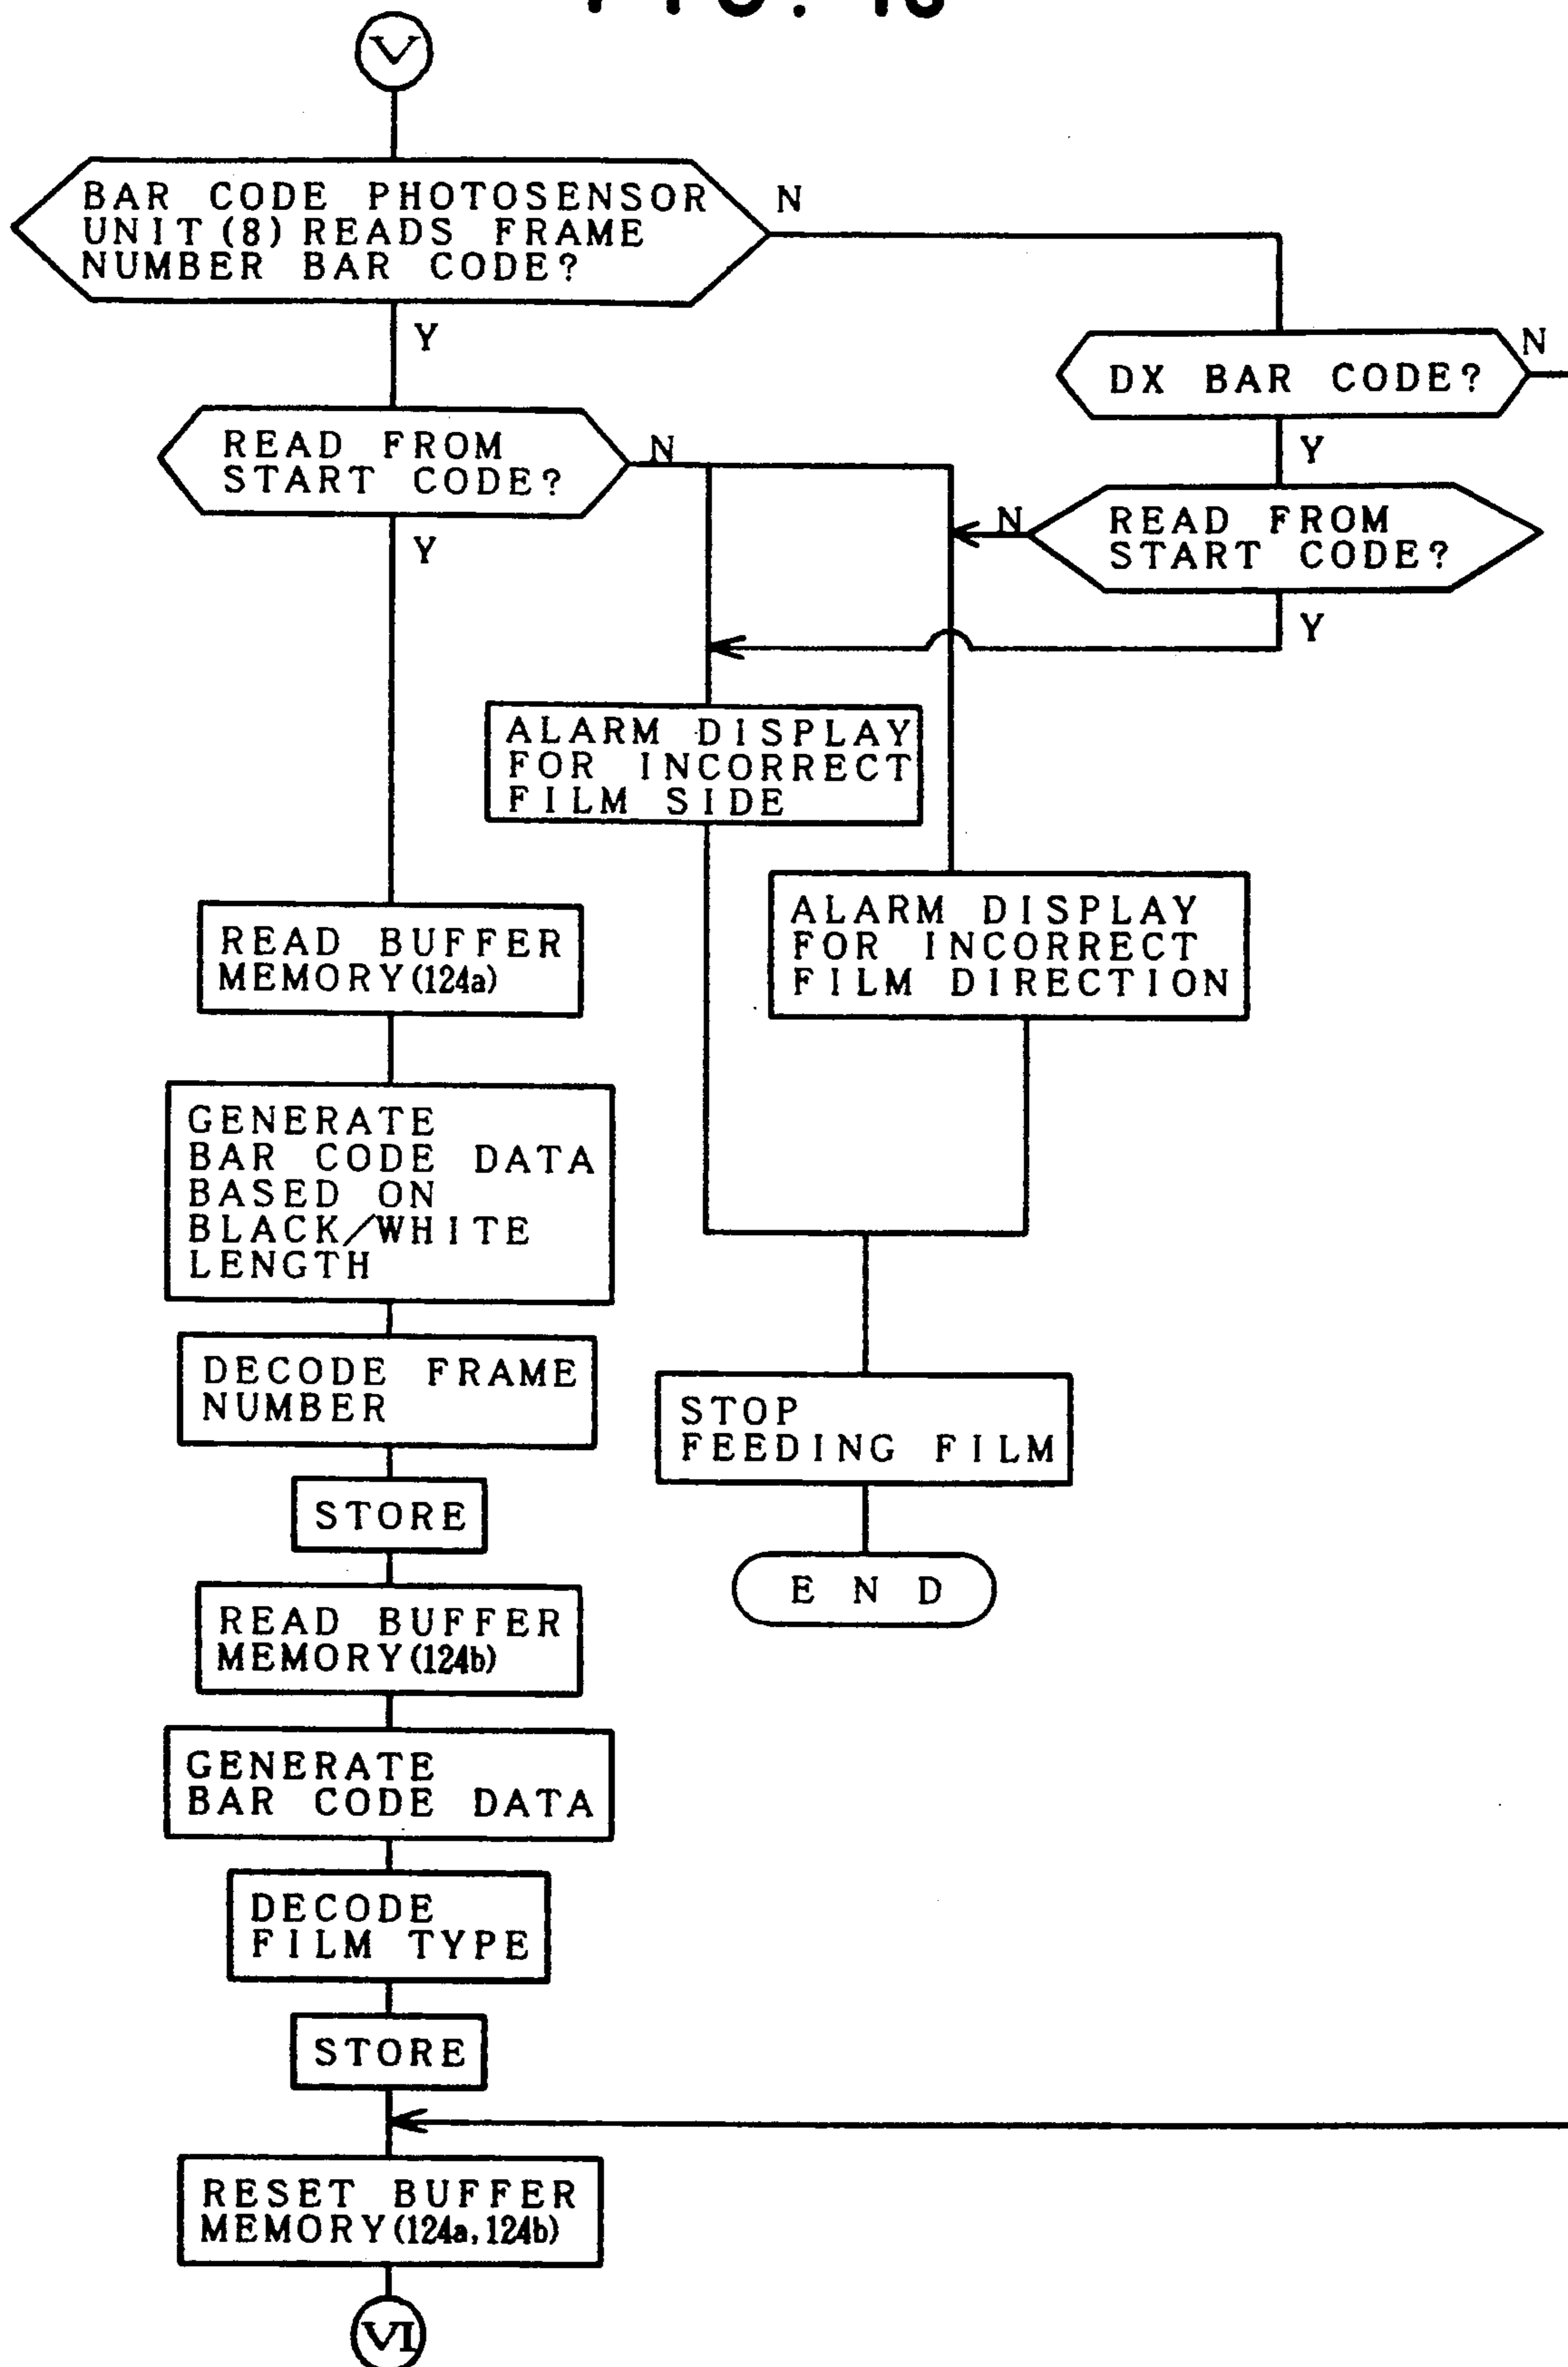 V
BAR CODE PHOTOSENSOR
UNIT(8) READS FRAME
NUMBER BAR CODE?
N
Y
DX BAR CODE?
N
Y
READ FROM
START CODE?
N
Y
READ FROM
START CODE?
N
Y
ALARM DISPLAY
FOR INCORRECT
FILM SIDE
ALARM DISPLAY
FOR INCORRECT
FILM DIRECTION
READ BUFFER
MEMORY(124a)
GENERATE
BAR CODE DATA
BASED ON
BLACK/WHITE
LENGTH
DECODE FRAME
NUMBER
STOP
FEEDING FILM
STORE
END
READ BUFFER
MEMORY(124b)
GENERATE
BAR CODE DATA
DECODE
FILM TYPE
STORE
RESET BUFFER
MEMORY(124a,124b)
VI